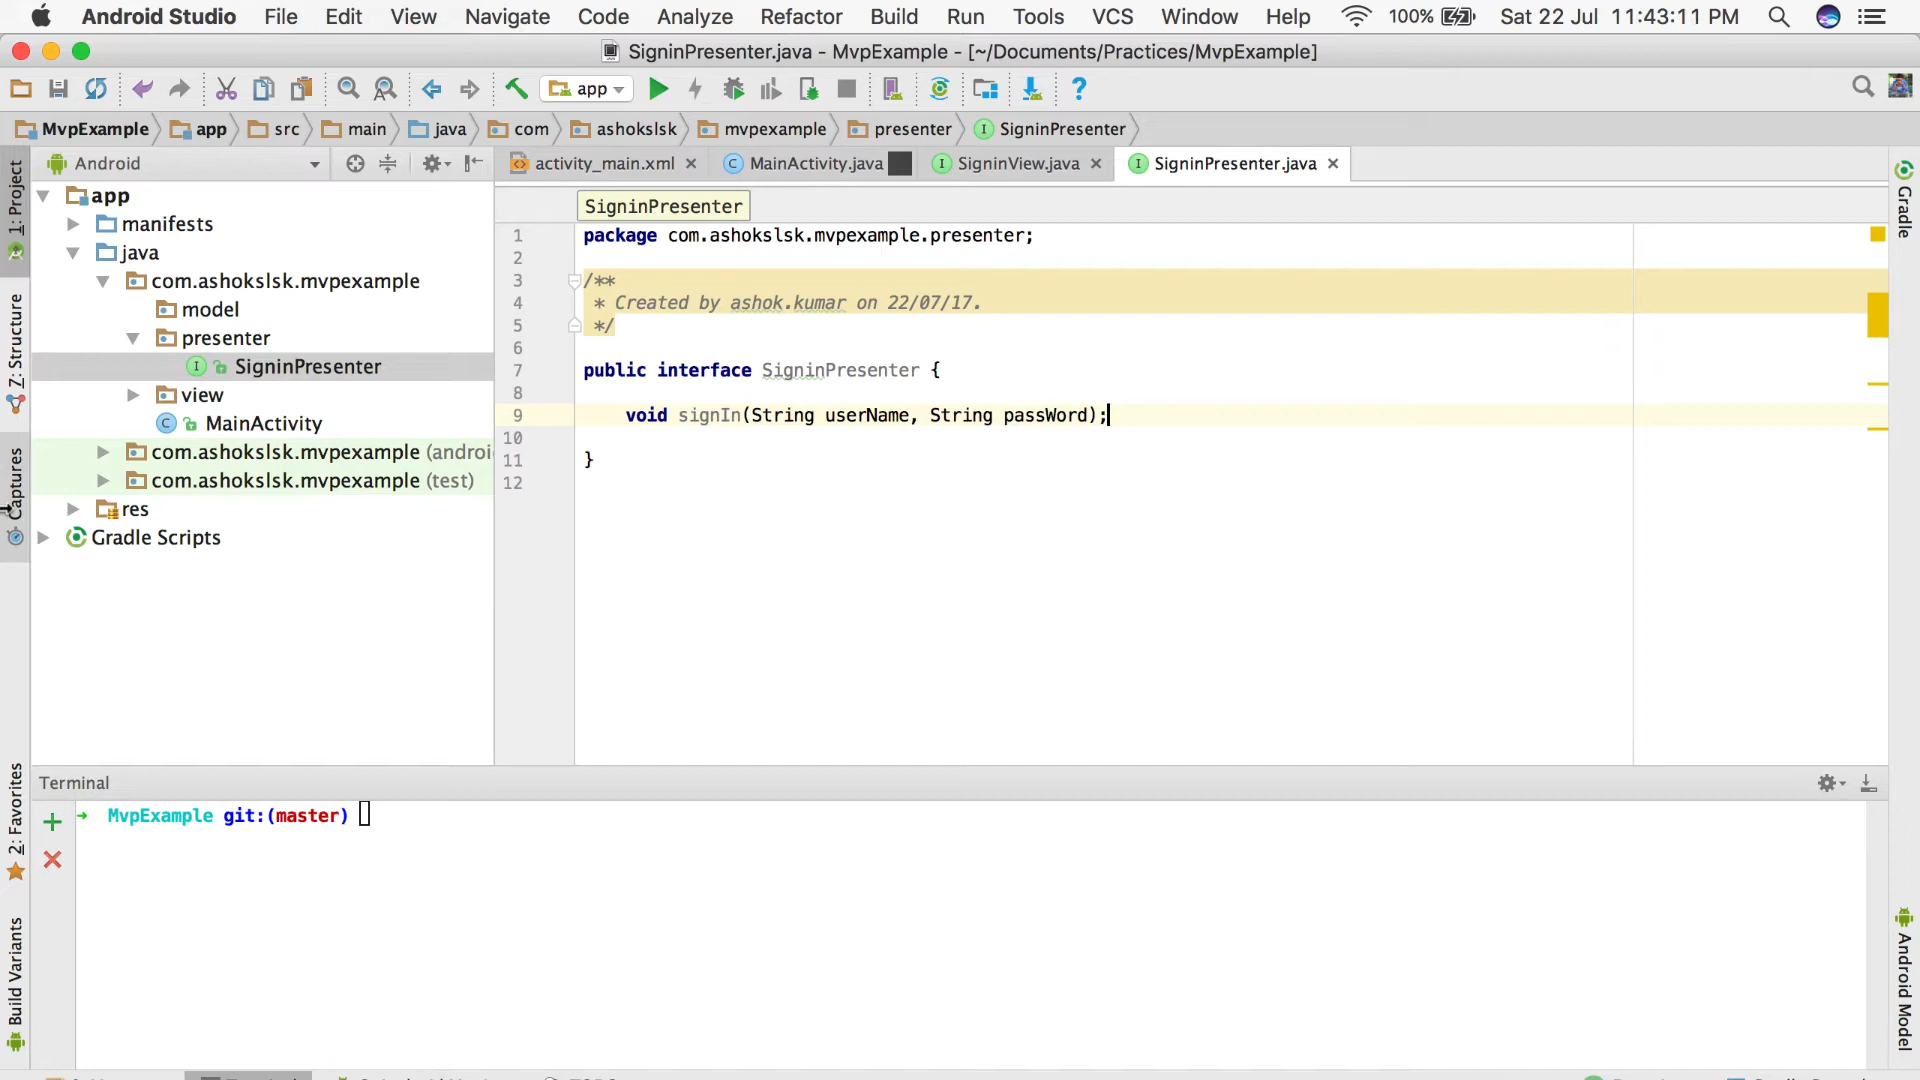 Android Studio File Edit View Navigate Code Analyze Refactor Build Run Tools VCS Window Help 100% Sat 22 Jul 11:43:11 PM
SigninPresenter.java - MvpExample - [~/Documents/Practices/MvpExample]
app
MvpExample app src main java com ashokslsk mvpexample presenter SigninPresenter
Android
activity_main.xml MainActivity.java SigninView.java SigninPresenter.java
1: Project
Z: Structure
Captures
2: Favorites
Build Variants
app
manifests
java
com.ashokslsk.mvpexample
model
presenter
SigninPresenter
view
MainActivity
com.ashokslsk.mvpexample (androi
com.ashokslsk.mvpexample (test)
res
Gradle Scripts
SigninPresenter
1 package com.ashokslsk.mvpexample.presenter;
2
3 /**
4 * Created by ashok.kumar on 22/07/17.
5 */
6
7 public interface SigninPresenter {
8
9 void signIn(String userName, String passWord);
10
11 }
12
Gradle
Android Model
Terminal
MvpExample git:(master)